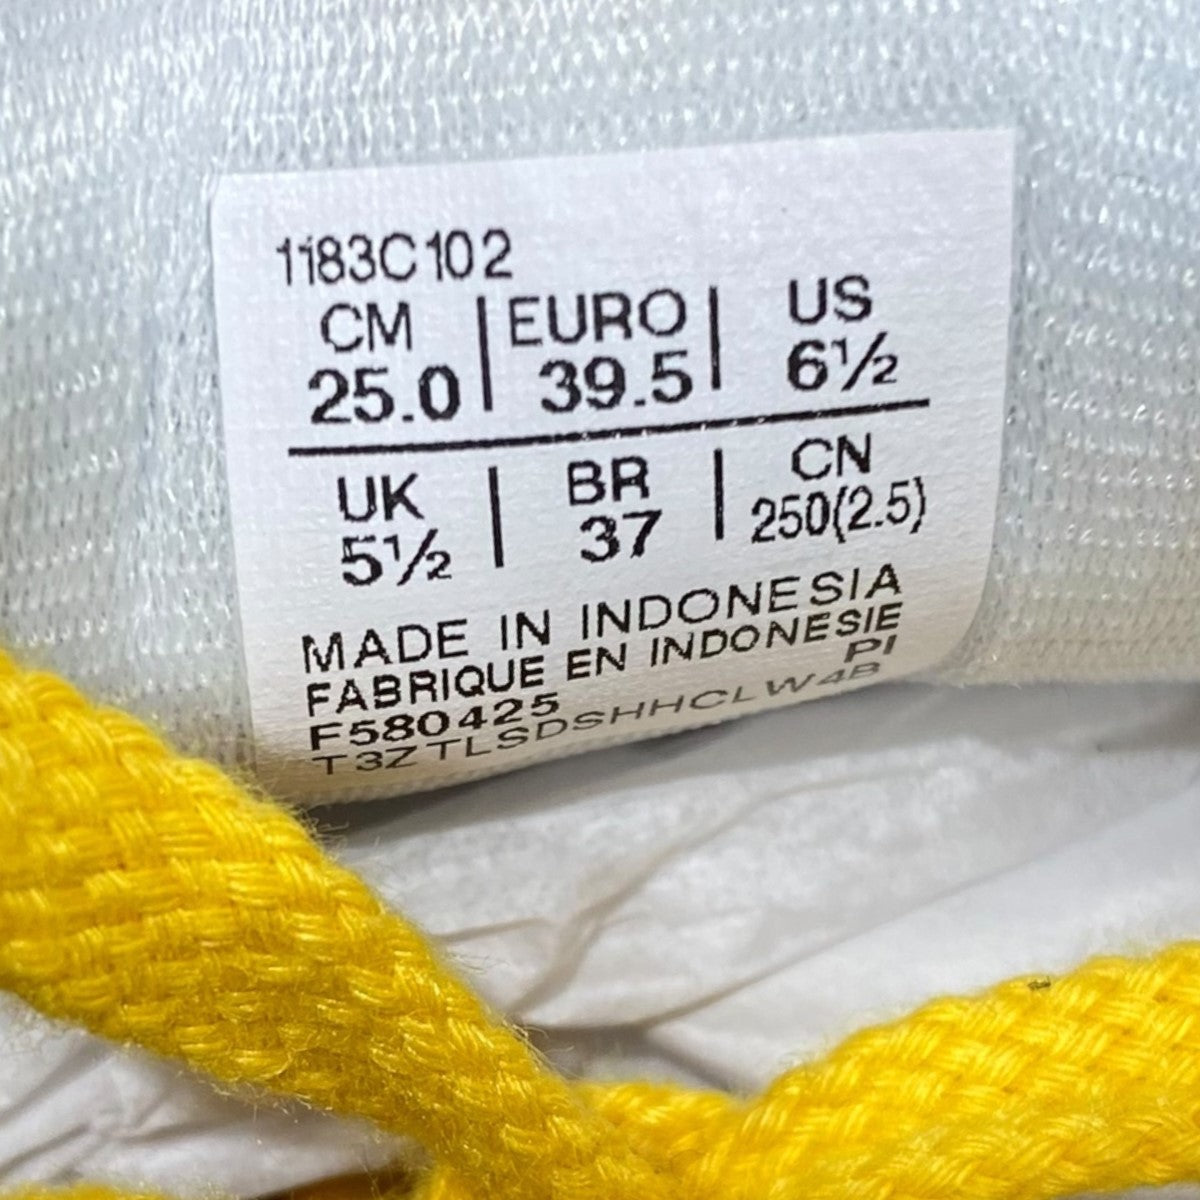 1183C102
CM | EURO | US
25.0 | 39.5 | 6½
UK | BR | CN
5½ | 37 | 250(2.5)
MADE IN INDONESIA
FABRIQUE EN INDONESIE
F580425 PI
T3ZTLSDSHHCLW4B